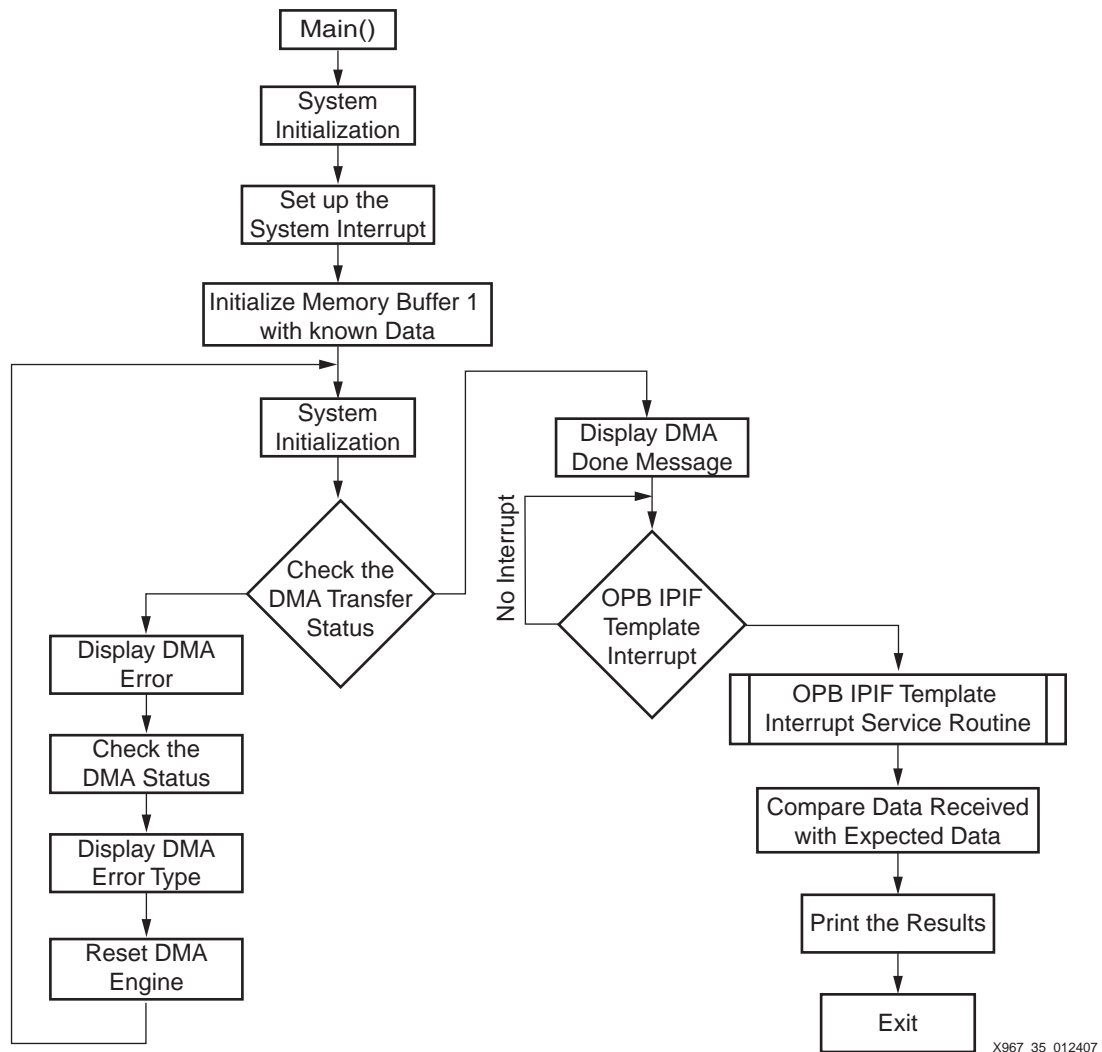 Main()
System
Initialization
Set up the
System Interrupt
Initialize Memory Buffer 1
with known Data
System
Initialization
Check the
DMA Transfer
Status
Display DMA
Error
Check the
DMA Status
Display DMA
Error Type
Reset DMA
Engine
Display DMA
Done Message
No Interrupt
OPB IPIF
Template
Interrupt
OPB IPIF Template
Interrupt Service Routine
Compare Data Received
with Expected Data
Print the Results
Exit
X967_35_012407